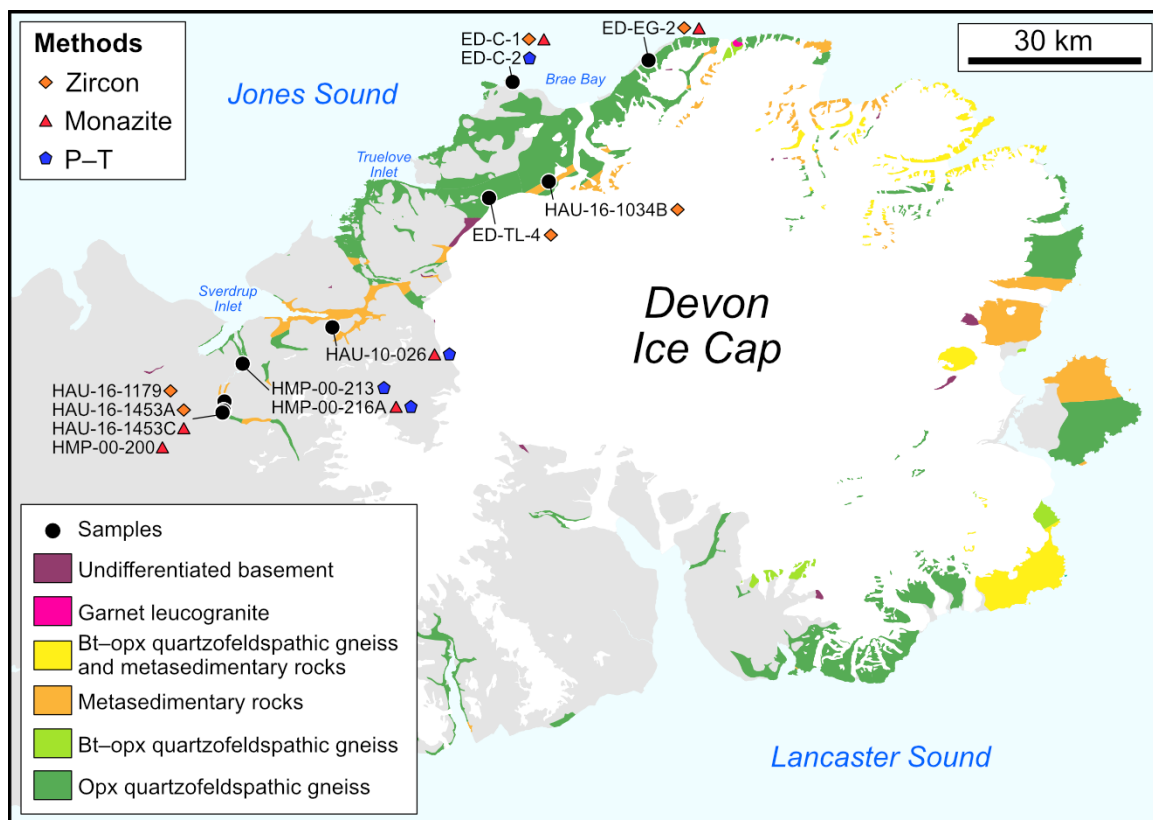 Methods
Zircon
Monazite
P–T
ED-C-1
ED-C-2
ED-EG-2
30 km
Brae Bay
Jones Sound
Truelove
Inlet
HAU-16-1034B
ED-TL-4
Sverdrup
Inlet
Devon
Ice Cap
HAU-10-026
HMP-00-213
HMP-00-216A
HAU-16-1179
HAU-16-1453A
HAU-16-1453C
HMP-00-200
Samples
Undifferentiated basement
Garnet leucogranite
Bt–opx quartzofeldspathic gneiss
and metasedimentary rocks
Metasedimentary rocks
Bt–opx quartzofeldspathic gneiss
Opx quartzofeldspathic gneiss
Lancaster Sound